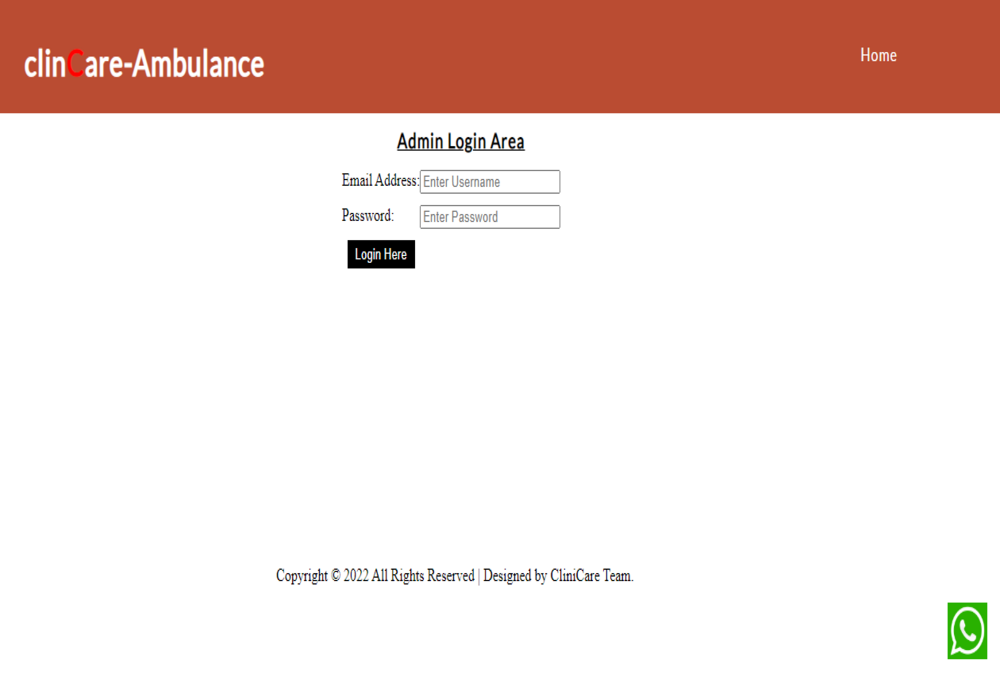 clinCare-Ambulance
Home
Admin Login Area
Email Address: Enter Username
Password: Enter Password
Login Here
Copyright © 2022 All Rights Reserved | Designed by CliniCare Team.